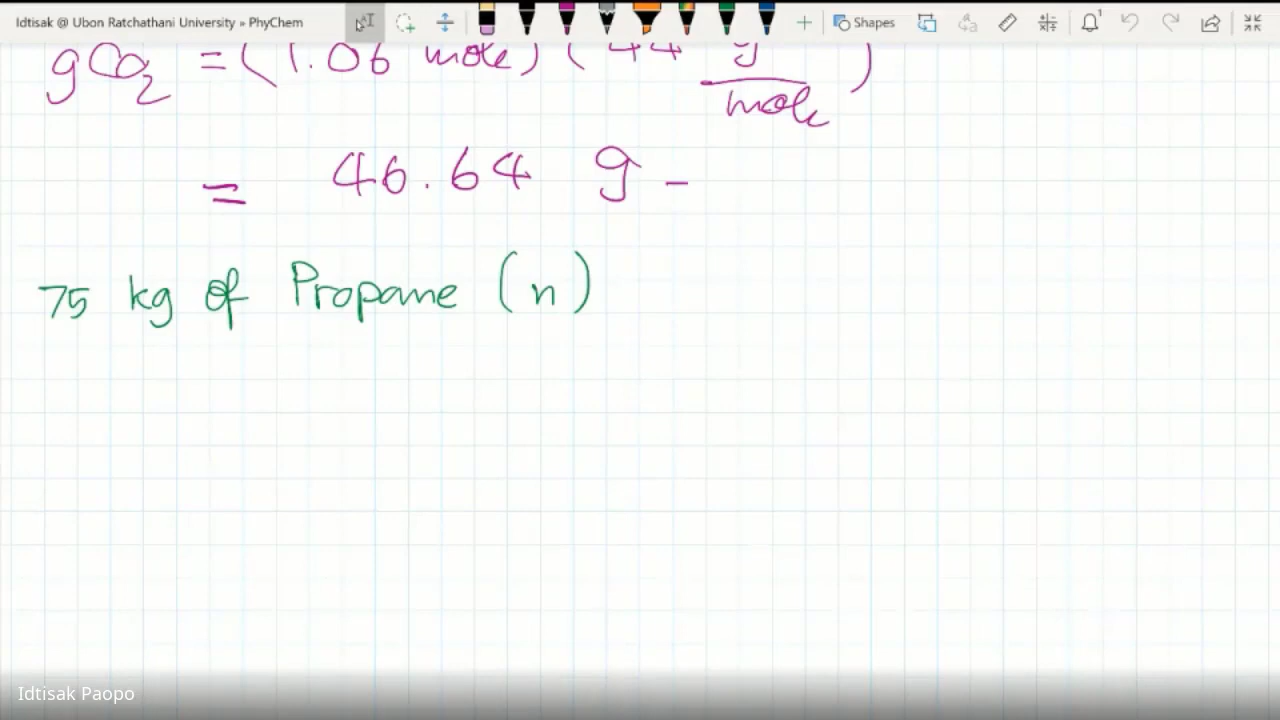 Idtisak @ Ubon Ratchathani University » PhyChem
Shapes
1
gCO2 = (1.06 mole) (44 g/mole)
= 46.64 g -
75 kg of Propane (n)
Idtisak Paopo